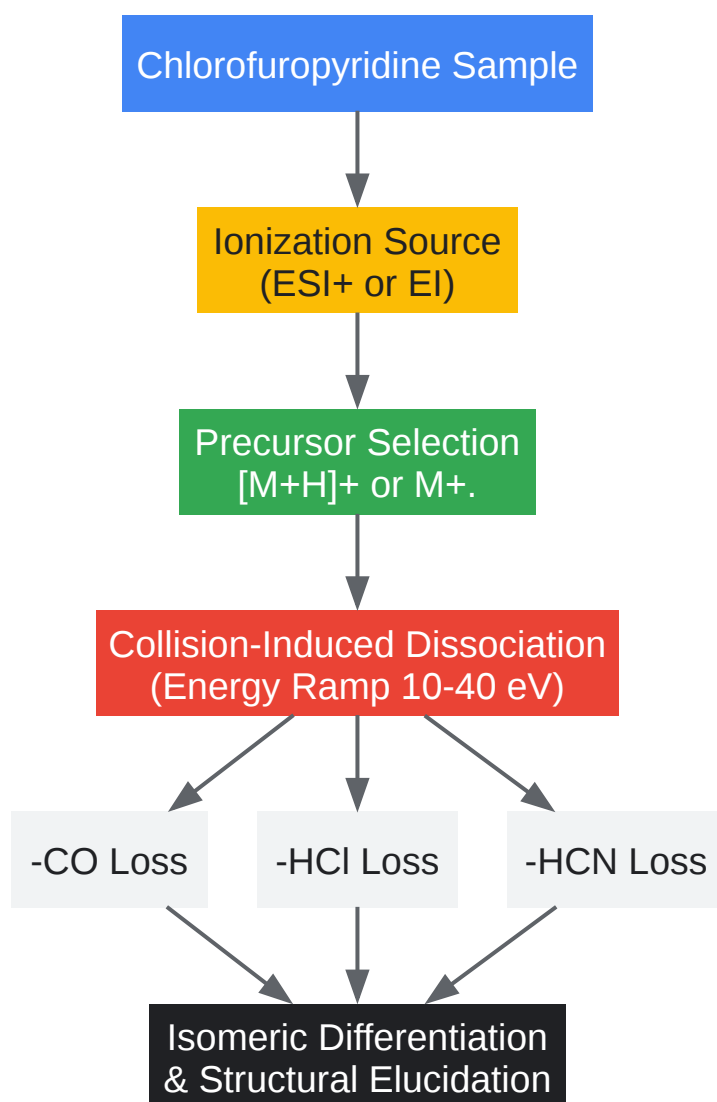 Chlorofuropyridine Sample
Ionization Source
(ESI+ or EI)
Precursor Selection
[M+H]+ or M+.
Collision-Induced Dissociation
(Energy Ramp 10-40 eV)
-CO Loss
-HCl Loss
-HCN Loss
Isomeric Differentiation
& Structural Elucidation